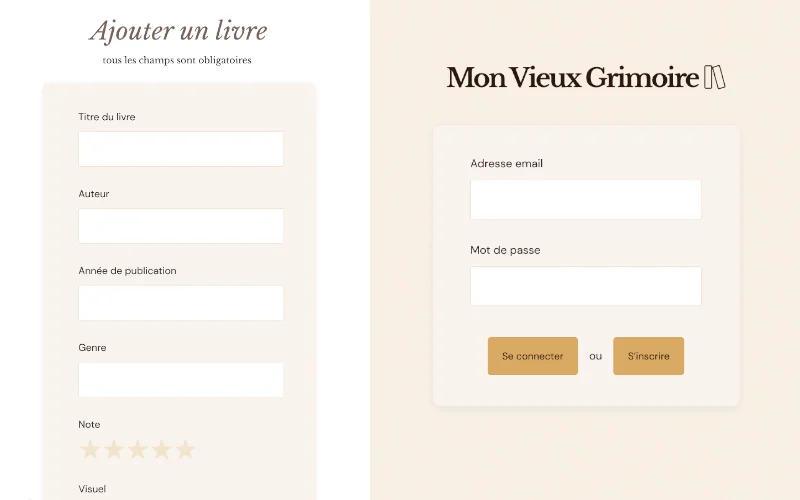 Ajouter un livre
tous les champs sont obligatoires
Titre du livre
Auteur
Année de publication
Genre
Note
Visuel
Mon Vieux Grimoire
Adresse email
Mot de passe
Se connecter ou S'inscrire